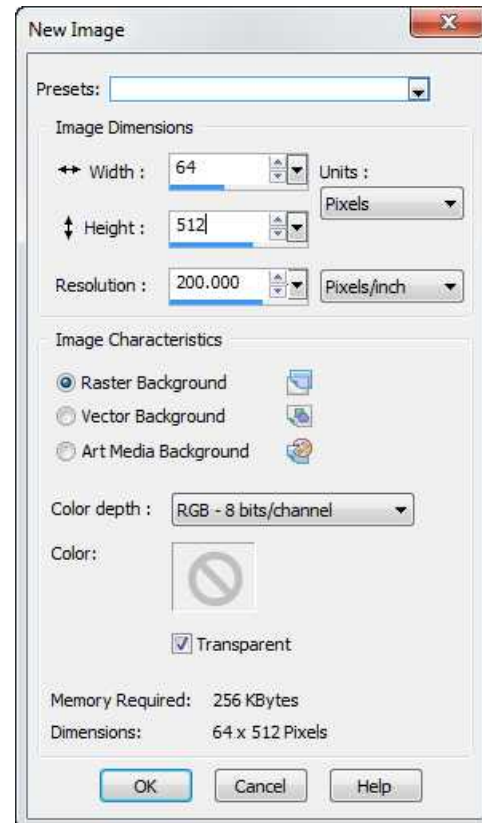 New Image
Presets:
Image Dimensions
Width : 64 Units :
Pixels
Height : 512
Resolution : 200.000 Pixels/inch
Image Characteristics
Raster Background
Vector Background
Art Media Background
Color depth : RGB - 8 bits/channel
Color:
Transparent
Memory Required: 256 KBytes
Dimensions: 64 x 512 Pixels
OK Cancel Help